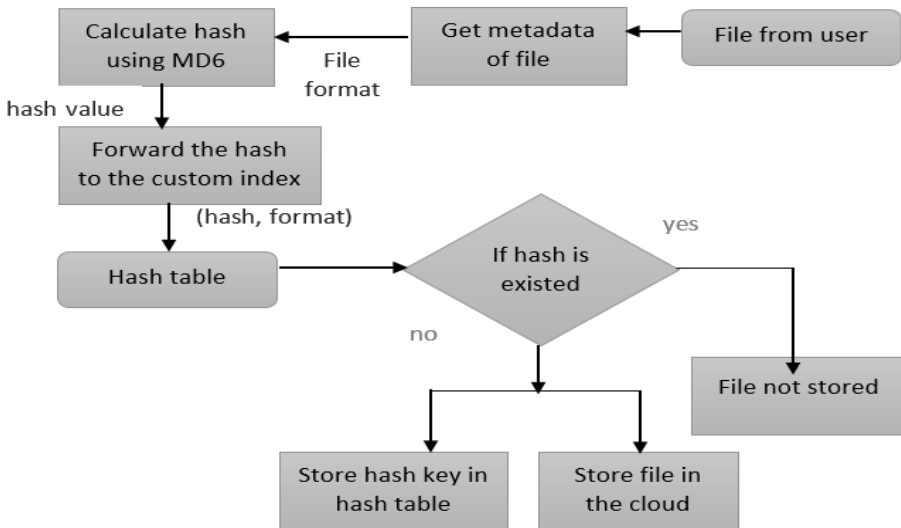 File from user
Get metadata
of file
File
format
Calculate hash
using MD6
hash value
Forward the hash
to the custom index
(hash, format)
Hash table
If hash is
existed
yes
no
File not stored
Store hash key in
hash table
Store file in
the cloud